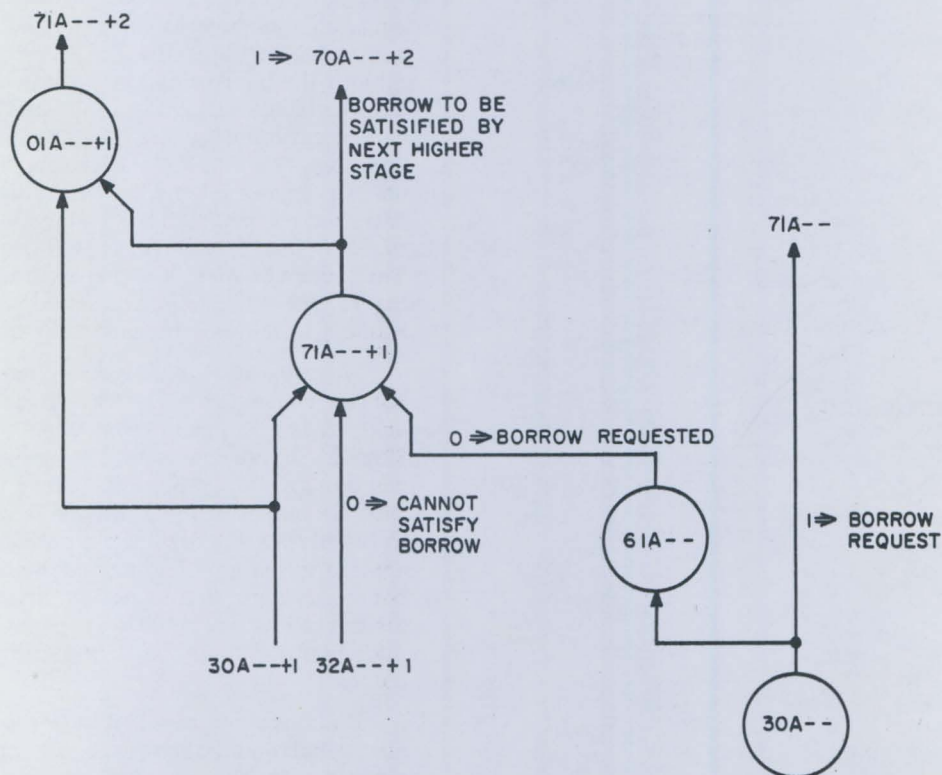 71A--+2
1 ⇒ 70A--+2
BORROW TO BE
SATISIFIED BY
NEXT HIGHER
STAGE
01A--+1
71A--
71A--+1
0 ⇒ BORROW REQUESTED
0 ⇒ CANNOT
SATISFY
BORROW
1 ⇒ BORROW
REQUEST
61A--
30A--+1 32A--+1
30A--